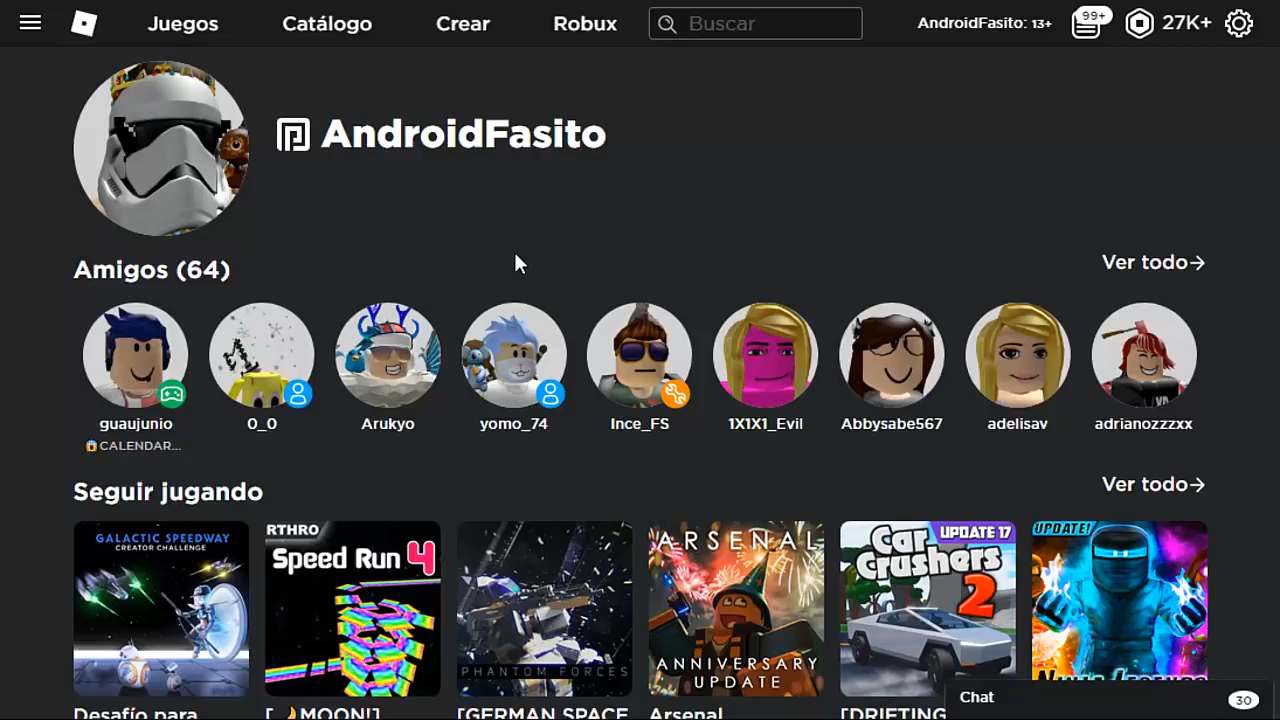 Juegos Catálogo Crear Robux Buscar AndroidFasito: 13+ 99+ 27K+
AndroidFasito
Amigos (64) Ver todo→
guaujunio 0_0 Arukyo yomo_74 Ince_FS 1X1X1_Evil Abbysabe567 adelisav adrianozzzxx
😱CALENDAR...
Seguir jugando Ver todo→
GALACTIC SPEEDWAY
CREATOR CHALLENGE
RTHRO
Speed Run 4
PHANTOM FORCES
ARSENAL
ANNIVERSARY
UPDATE
UPDATE 17
Car
Crushers
2
UPDATE!
Chat 30
Desafío para [🌙MOON!] [GERMAN SPACE Arsenal [DRIFTING